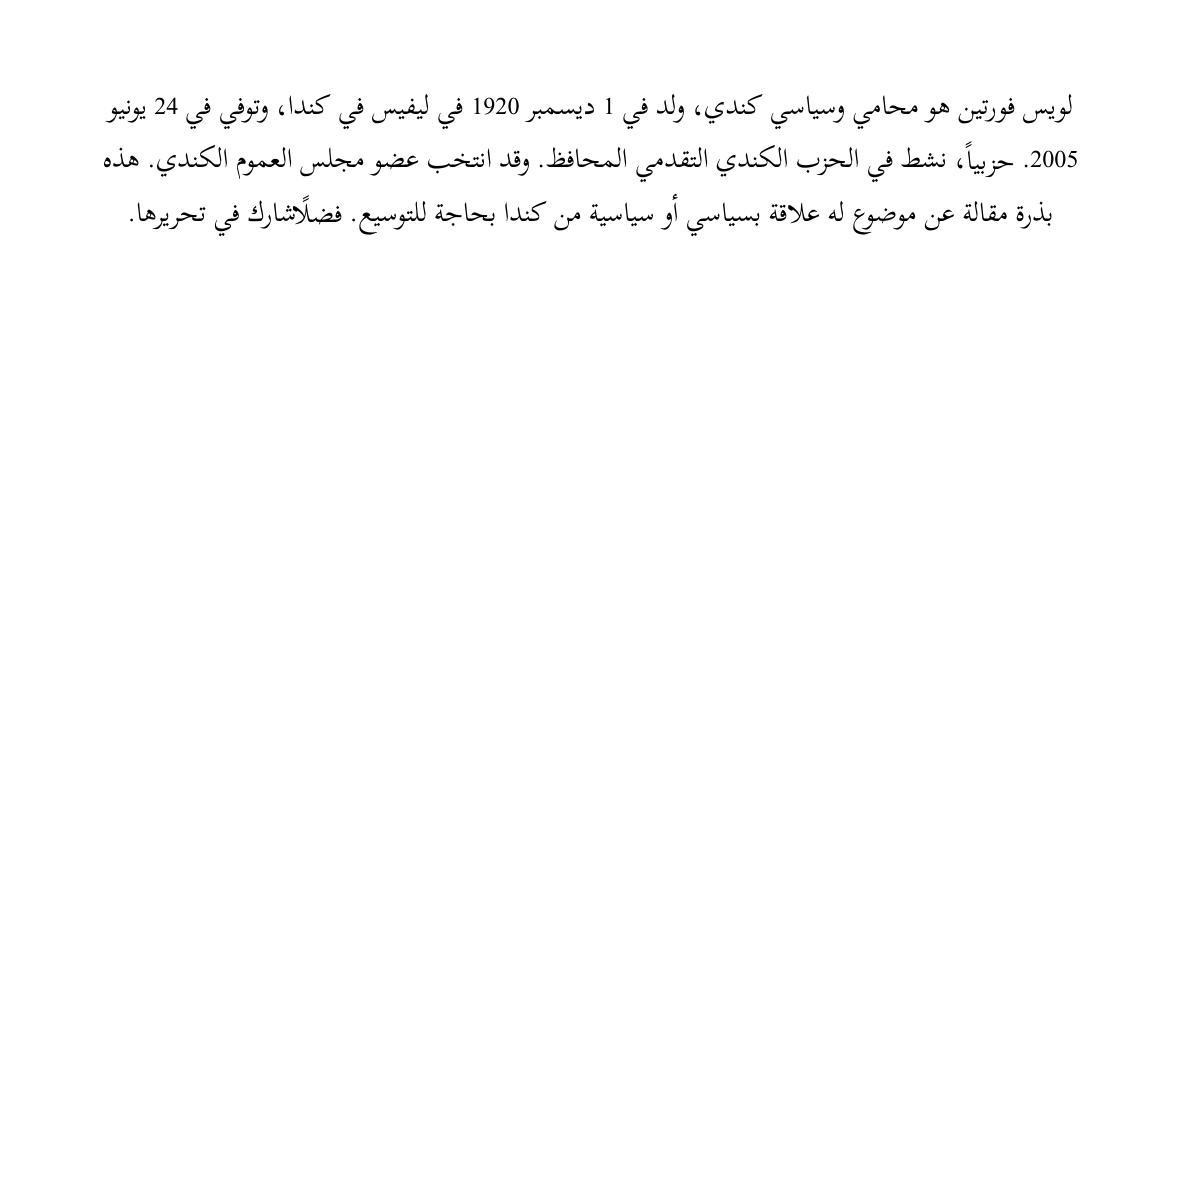 لويس فورتين هو محامي وسياسي كندي، ولد في 1 ديسمبر 1920 في ليفيس في كندا، وتوفي في 24 يونيو
2005. حزبياً، نشط في الحزب الكندي التقدمي المحافظ. وقد انتخب عضو مجلس العموم الكندي. هذه
بذرة مقالة عن موضوع له علاقة بسياسي أو سياسية من كندا بحاجة للتوسيع. فضلًاشارك في تحريرها.